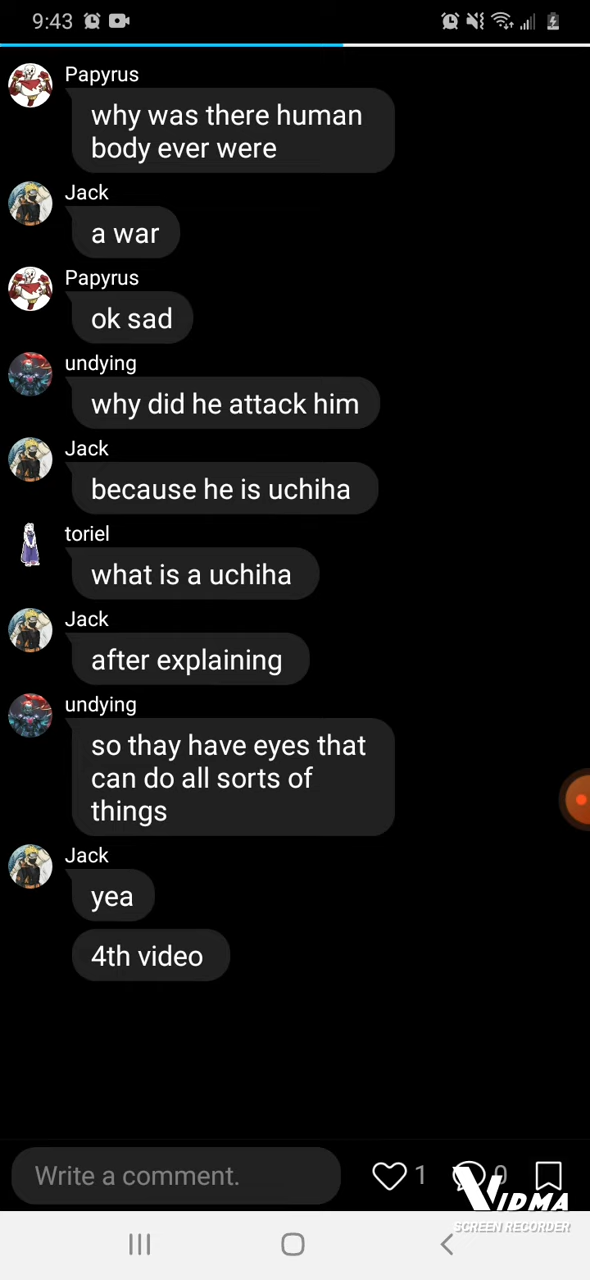 9:43
Papyrus
why was there human
body ever were
Jack
a war
Papyrus
ok sad
undying
why did he attack him
Jack
because he is uchiha
toriel
what is a uchiha
Jack
after explaining
undying
so thay have eyes that
can do all sorts of
things
Jack
yea
4th video
Write a comment.
1
0
VIDMA
SCREEN RECORDER